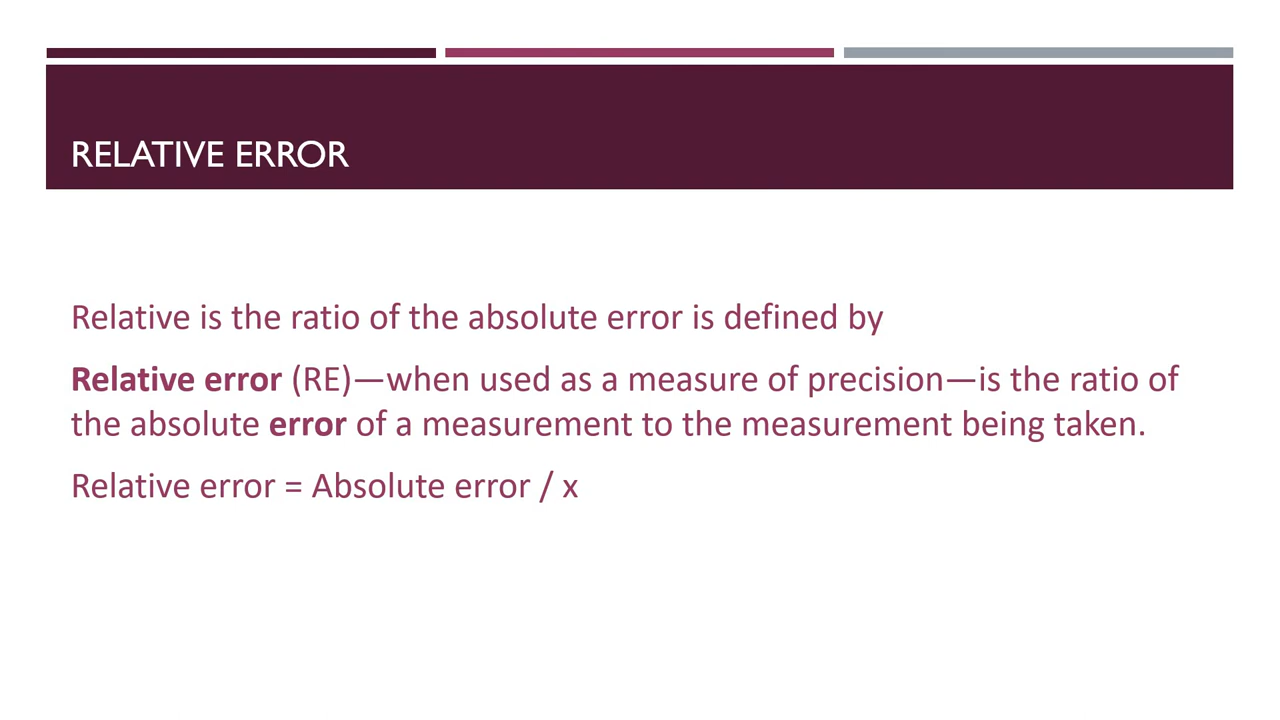 RELATIVE ERROR
Relative is the ratio of the absolute error is defined by
Relative error (RE)—when used as a measure of precision—is the ratio of
the absolute error of a measurement to the measurement being taken.
Relative error = Absolute error / x